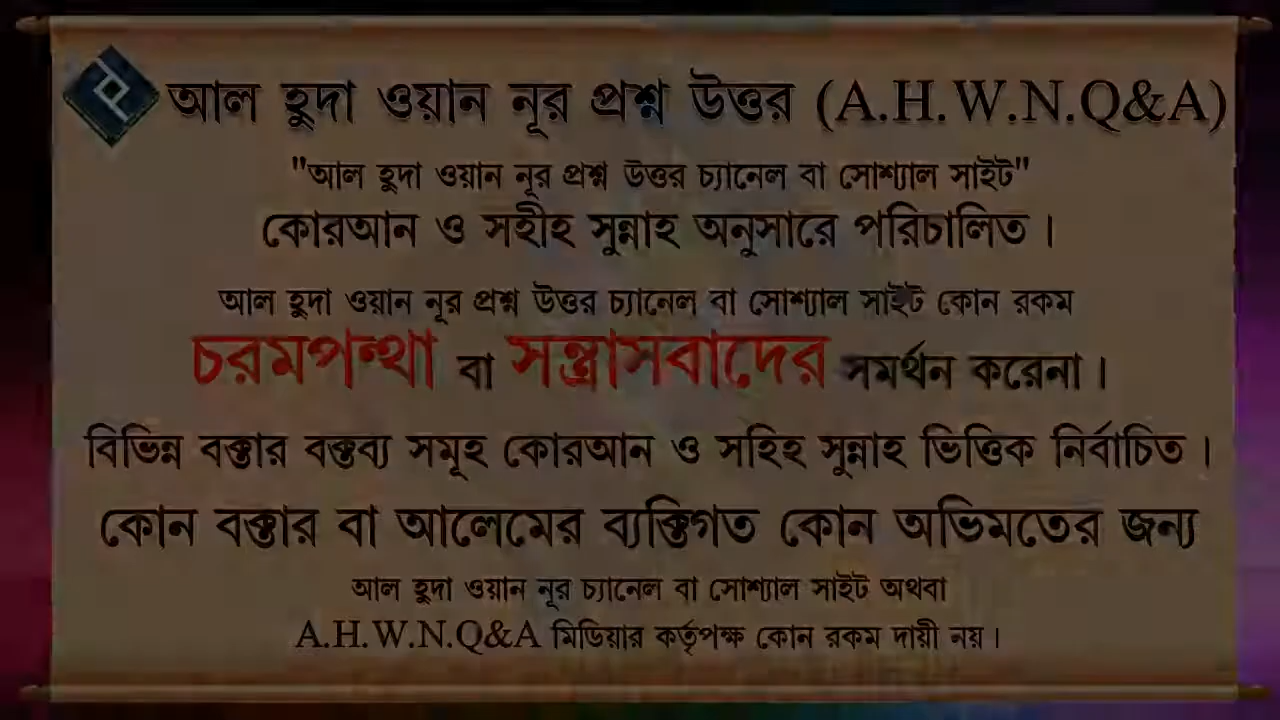 আল হুদা ওয়ান নূর প্রশ্ন উত্তর (A.H.W.N.Q&A)
"আল হুদা ওয়ান নূর প্রশ্ন উত্তর চ্যানেল বা সোশ্যাল সাইট"
কোরআন ও সহীহ সুন্নাহ অনুসারে পরিচালিত ।
আল হুদা ওয়ান নূর প্রশ্ন উত্তর চ্যানেল বা সোশ্যাল সাইট কোন রকম
চরমপন্থা বা সন্ত্রাসবাদের সমর্থন করেনা ।
বিভিন্ন বক্তার বক্তব্য সমূহ কোরআন ও সহিহ সুন্নাহ ভিত্তিক নির্বাচিত ।
কোন বক্তার বা আলেমের ব্যক্তিগত কোন অভিমতের জন্য
আল হুদা ওয়ান নূর চ্যানেল বা সোশ্যাল সাইট অথবা
A.H.W.N.Q&A মিডিয়ার কর্তৃপক্ষ কোন রকম দায়ী নয় ।